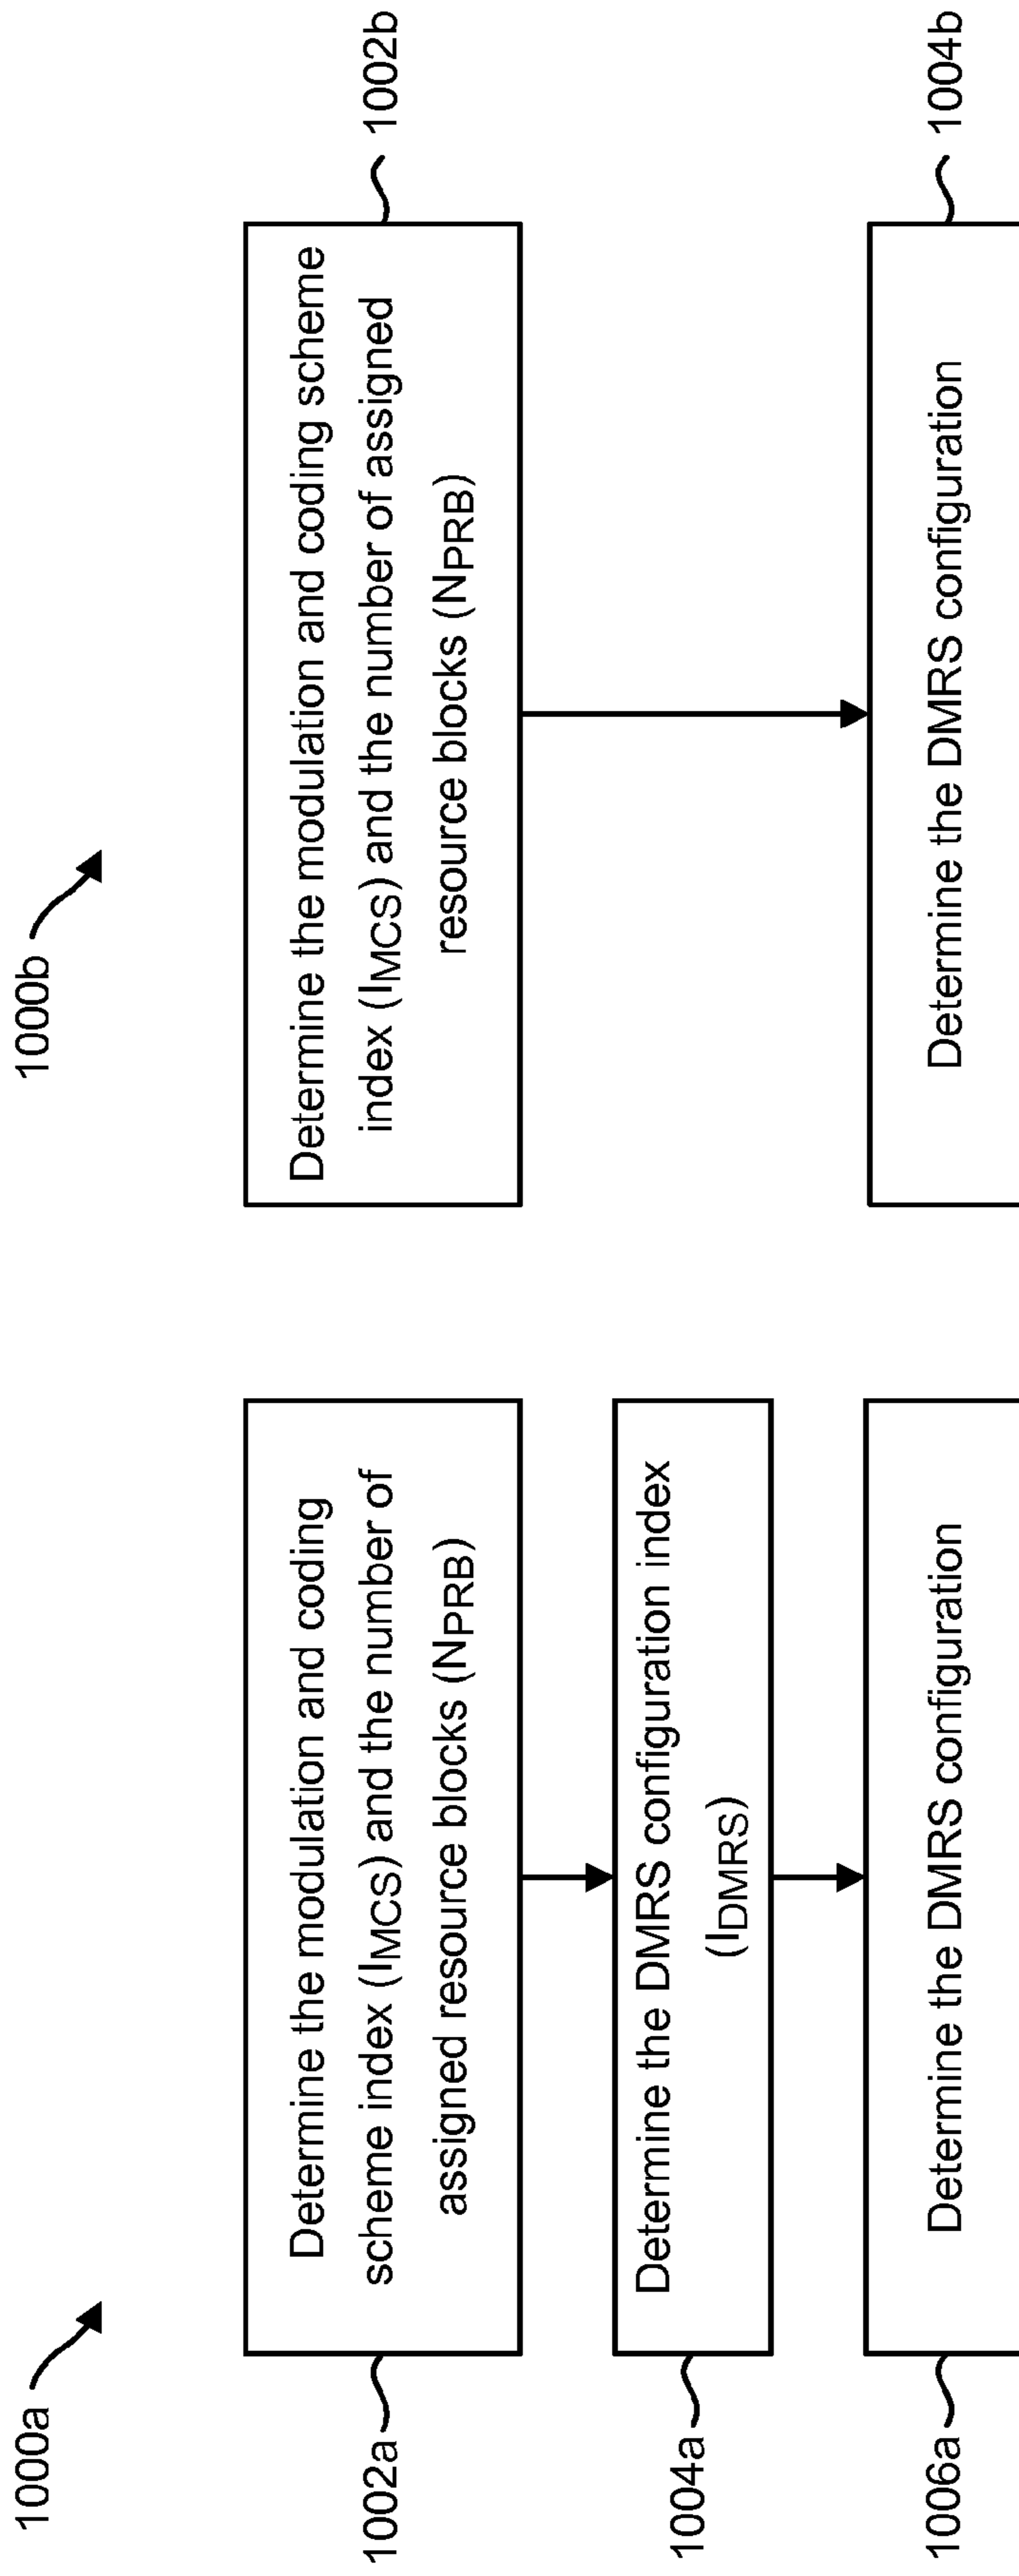 1000a
1002a
Determine the modulation and coding
scheme index (IMCS) and the number of
assigned resource blocks (NPRB)
1004a
Determine the DMRS configuration index
(IDMRS)
1006a
Determine the DMRS configuration
1000b
Determine the modulation and coding scheme
index (IMCS) and the number of assigned
resource blocks (NPRB)
1002b
Determine the DMRS configuration
1004b